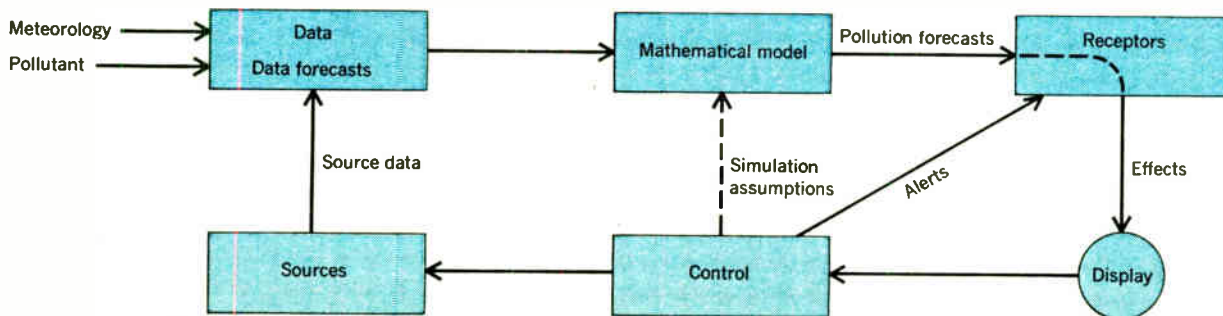 Meteorology
Pollutant
Data
Data forecasts
Mathematical model
Pollution forecasts
Receptors
Source data
Simulation
assumptions
Alerts
Effects
Sources
Control
Display